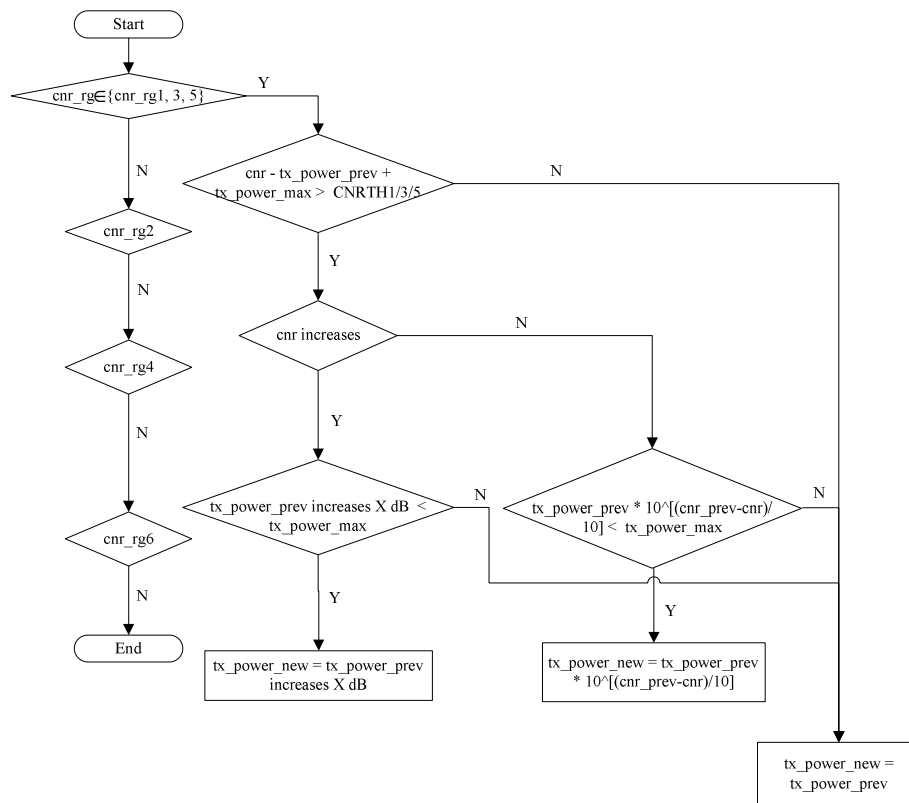 Start
cnr_rg∈{cnr_rg1, 3, 5}
Y
N
cnr - tx_power_prev +
tx_power_max > CNRTH1/3/5
N
Y
cnr_rg2
N
cnr increases
N
cnr_rg4
Y
N
tx_power_prev increases X dB <
tx_power_max
N
tx_power_prev * 10^[(cnr_prev-cnr)/
10] < tx_power_max
N
cnr_rg6
N
Y
Y
End
tx_power_new = tx_power_prev
increases X dB
tx_power_new = tx_power_prev
* 10^[(cnr_prev-cnr)/10]
tx_power_new =
tx_power_prev